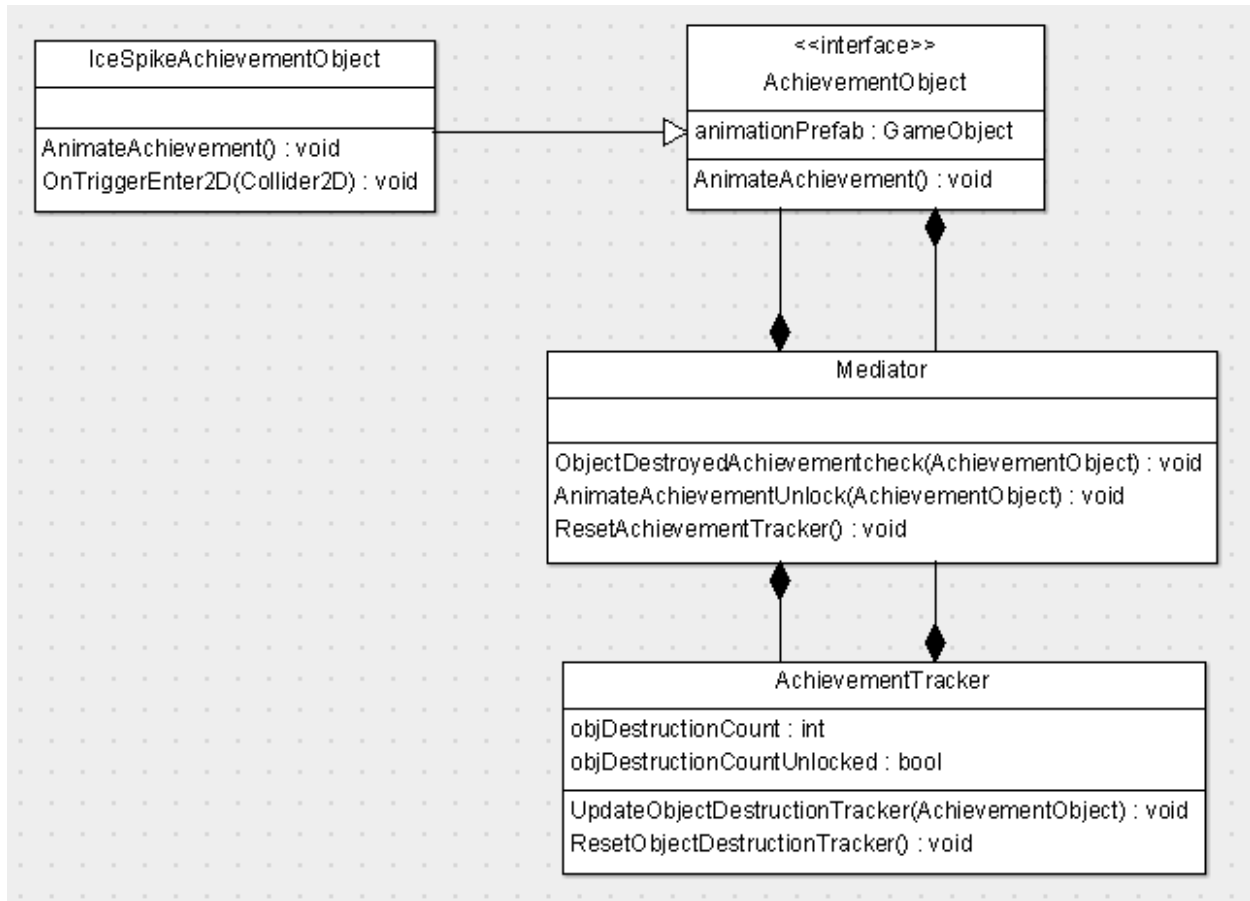 IceSpikeAchievementObject
AnimateAchievement() : void
OnTriggerEnter2D(Collider2D) : void
<<interface>>
AchievementObject
animationPrefab : GameObject
AnimateAchievement() : void
Mediator
ObjectDestroyedAchievementcheck(AchievementObject) : void
AnimateAchievementUnlock(AchievementObject) : void
ResetAchievementTracker() : void
AchievementTracker
objDestructionCount : int
objDestructionCountUnlocked : bool
UpdateObjectDestructionTracker(AchievementObject) : void
ResetObjectDestructionTracker() : void